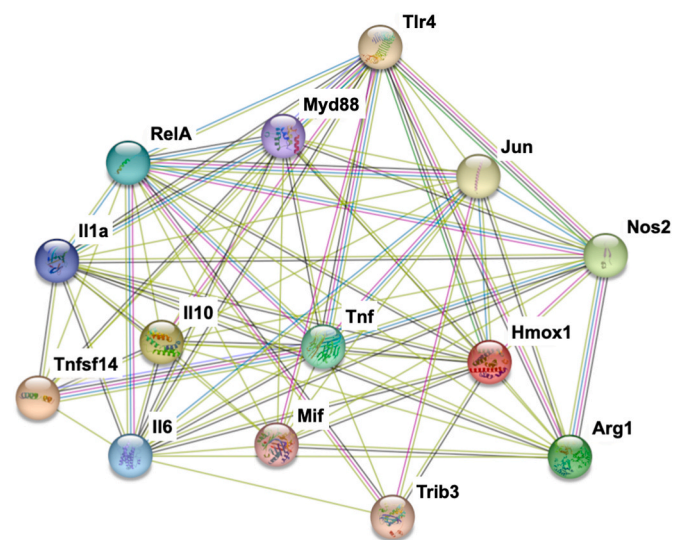 Tlr4
Myd88
RelA
Jun
Il1a
Nos2
Il10
Tnf
Hmox1
Tnfsf14
Il6
Mif
Arg1
Trib3